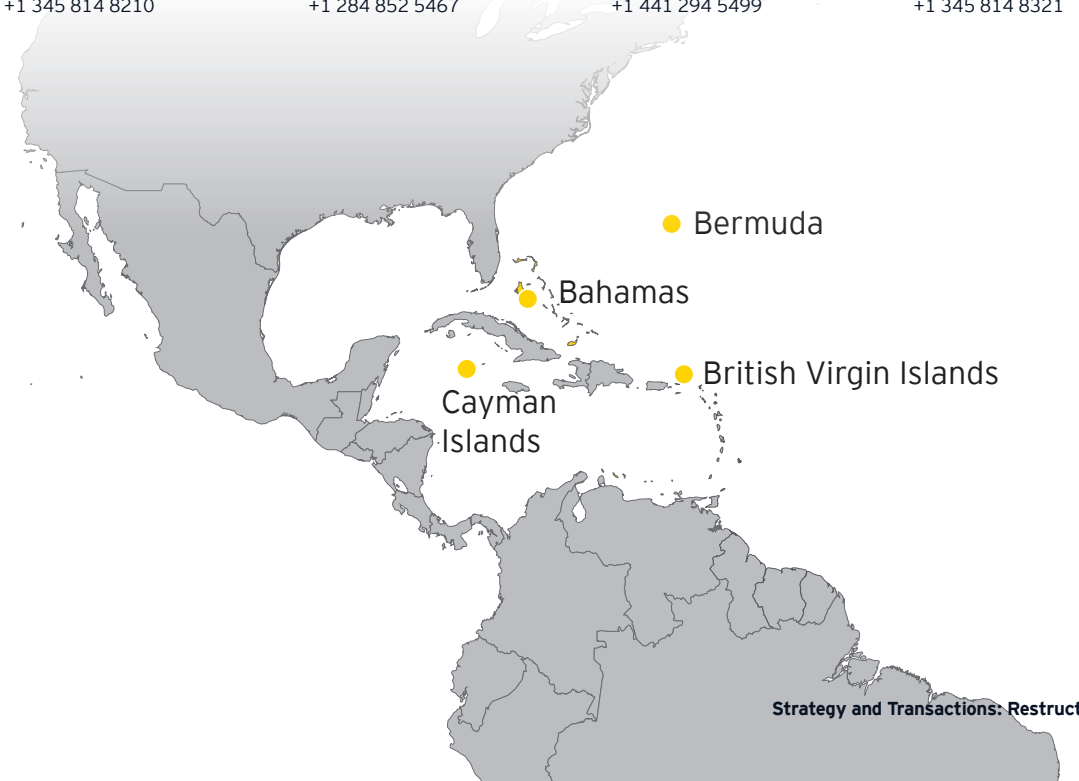 +1 345 814 8210 +1 284 852 5467 +1 441 294 5499 +1 345 814 8321
Bermuda
Bahamas
British Virgin Islands
Cayman
Islands
Strategy and Transactions: Restruct